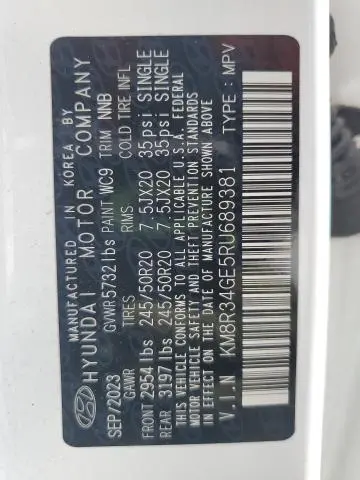 MANUFACTURED IN KOREA BY
HYUNDAI MOTOR COMPANY
SEP/2023 GVWR5732 lbs PAINT WC9 TRIM NNB
GAWR TIRES RIMS COLD TIRE INFL
FRONT 2954 lbs 245/50R20 7.5JX20 35psi SINGLE
REAR 3197 lbs 245/50R20 7.5JX20 35psi SINGLE
THIS VEHICLE CONFORMS TO ALL APPLICABLE U.S.A. FEDERAL
MOTOR VEHICLE SAFETY AND THEFT PREVENTION STANDARDS
IN EFFECT ON THE DATE OF MANUFACTURE SHOWN ABOVE.
V.I.N : KM8R34GE5RU689381 TYPE : MPV